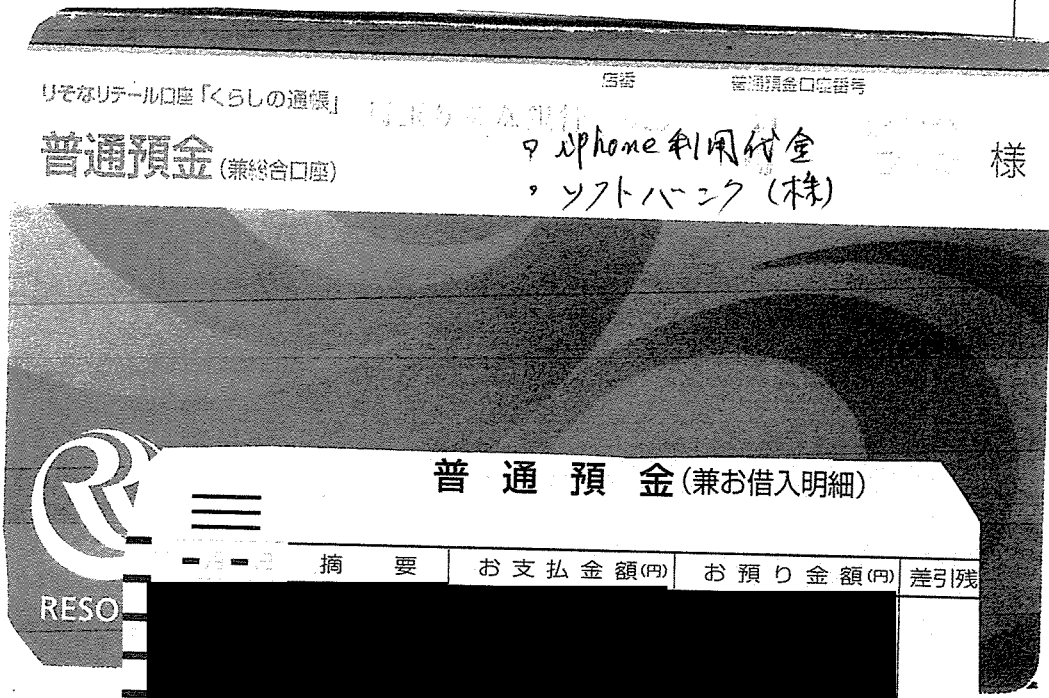 店番 普通預金口座番号
りそなリテール口座「くらしの通帳」
普通預金(兼総合口座)
様
・iphone利用代金
・ソフトバンク(株)
普通預金(兼お借入明細)
摘要 お支払金額(円) お預り金額(円) 差引残
RESO